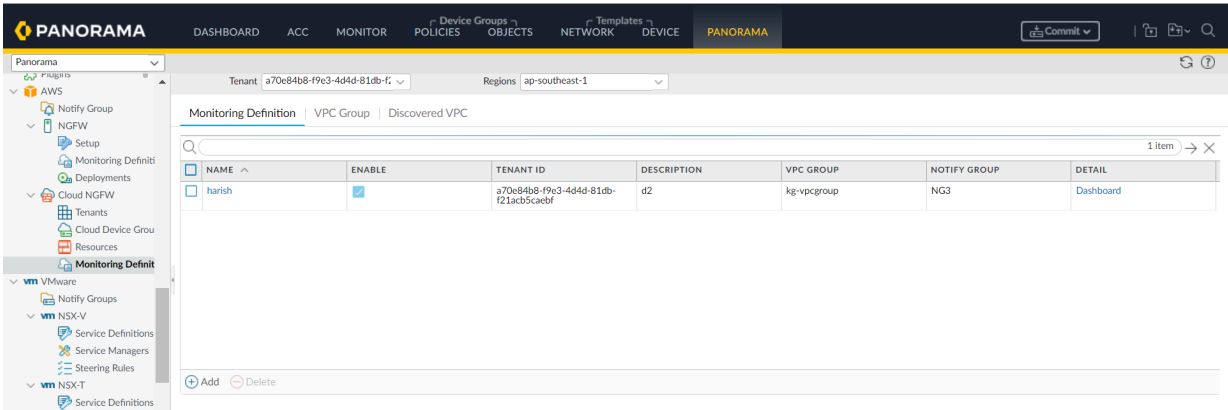 PANORAMA
DASHBOARD
ACC
MONITOR
Device Groups
POLICIES
OBJECTS
Templates
NETWORK
DEVICE
PANORAMA
Commit
Panorama
Plugins
AWS
Notify Group
NGFW
Setup
Monitoring Definiti
Deployments
Cloud NGFW
Tenants
Cloud Device Grou
Resources
Monitoring Definit
vm VMware
Notify Groups
vm NSX-V
Service Definitions
Service Managers
Steering Rules
vm NSX-T
Service Definitions
Tenant a70e84b8-f9e3-4d4d-81db-f2
Regions ap-southeast-1
Monitoring Definition
VPC Group
Discovered VPC
1 item
NAME
ENABLE
TENANT ID
DESCRIPTION
VPC GROUP
NOTIFY GROUP
DETAIL
harish
a70e84b8-f9e3-4d4d-81db-
f21acb5caebf
d2
kg-vpcgroup
NG3
Dashboard
Add
Delete